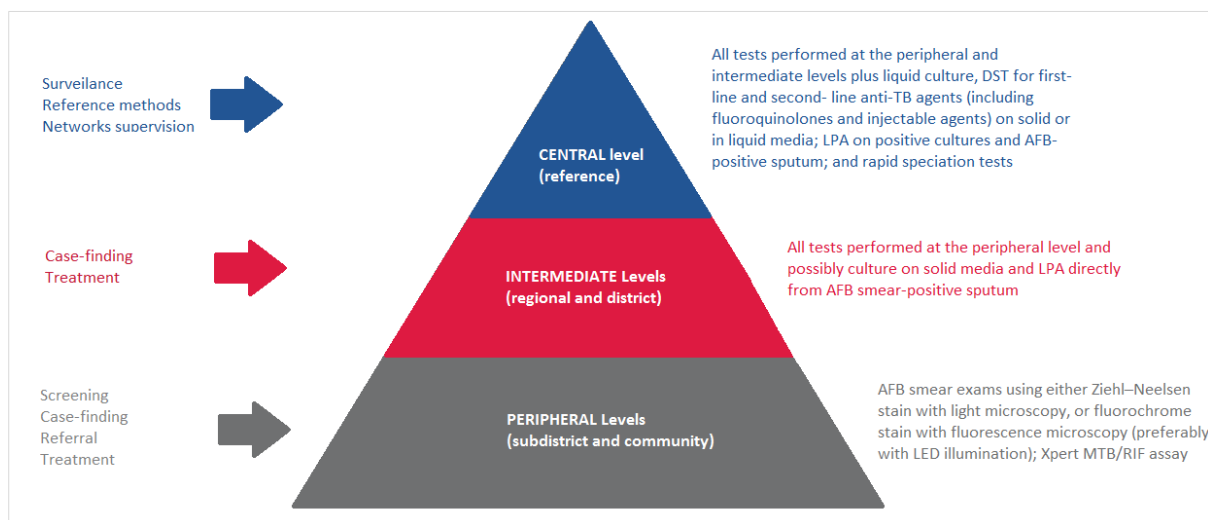 Surveilance
Reference methods
Networks supervision
CENTRAL level
(reference)
All tests performed at the peripheral and
intermediate levels plus liquid culture, DST for first-
line and second- line anti-TB agents (including
fluoroquinolones and injectable agents) on solid or
in liquid media; LPA on positive cultures and AFB-
positive sputum; and rapid speciation tests
Case-finding
Treatment
INTERMEDIATE Levels
(regional and district)
All tests performed at the peripheral level and
possibly culture on solid media and LPA directly
from AFB smear-positive sputum
Screening
Case-finding
Referral
Treatment
PERIPHERAL Levels
(subdistrict and community)
AFB smear exams using either Ziehl–Neelsen
stain with light microscopy, or fluorochrome
stain with fluorescence microscopy (preferably
with LED illumination); Xpert MTB/RIF assay